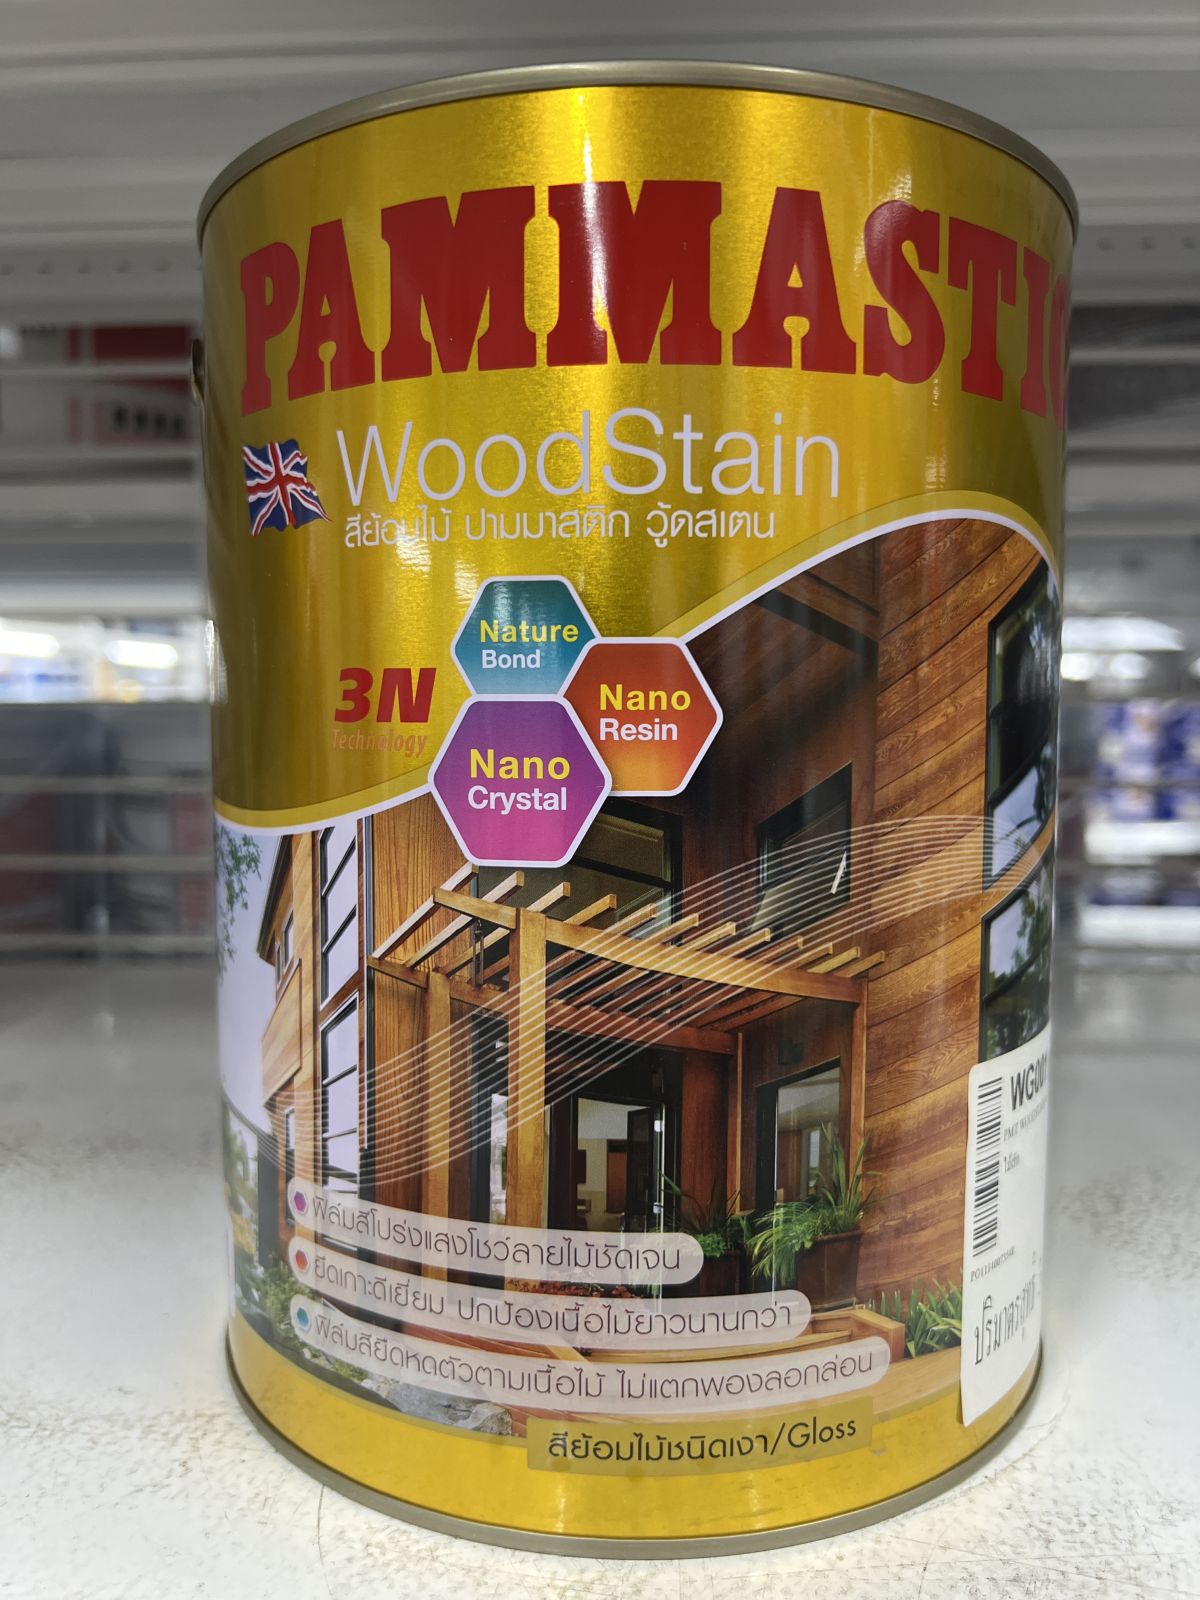 PAMMASTIC
WoodStain
สีย้อมไม้ ปามมาสติก วู้ดสเตน
Nature
Bond
3N
Technology
Nano
Resin
Nano
Crystal
WG001
PMT
ฟิล์มสีโปร่งแสงโชว์ลายไม้ชัดเจน
ยึดเกาะดีเยี่ยม ปกป้องเนื้อไม้ยาวนานกว่า
ฟิล์มสียืดหดตัวตามเนื้อไม้ ไม่แตกพองลอกล่อน
สีย้อมไม้ชนิดเงา/Gloss